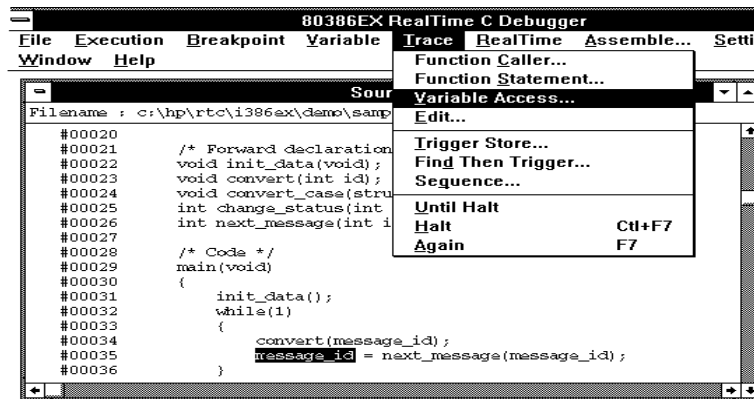 80386EX RealTime C Debugger
File Execution Breakpoint Variable Trace RealTime Assemble... Setti
Window Help
Function Caller...
Function Statement...
Variable Access...
Edit...
Trigger Store...
Find Then Trigger...
Sequence...
Until Halt
Halt Ctl+F7
Again F7
Sour
Filename : c:\hp\rtc\i386ex\demo\samp
#00020
#00021 /* Forward declaration
#00022 void init_data(void);
#00023 void convert(int id);
#00024 void convert_case(stru
#00025 int change_status(int
#00026 int next_message(int i
#00027
#00028 /* Code */
#00029 main(void)
#00030 {
#00031 init_data();
#00032 while(1)
#00033 {
#00034 convert(message_id);
#00035 message_id = next_message(message_id);
#00036 }